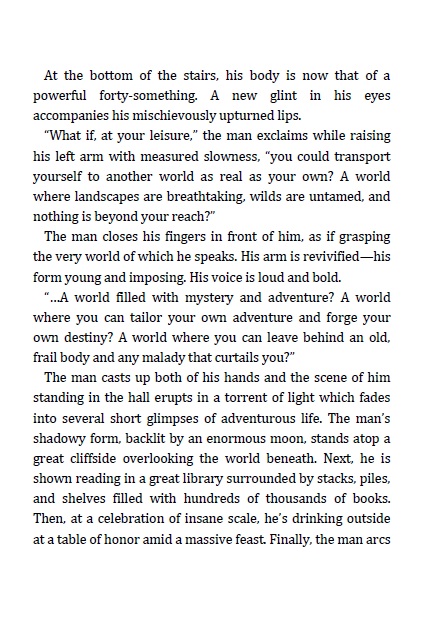 At the bottom of the stairs, his body is now that of a
powerful forty-something. A new glint in his eyes
accompanies his mischievously upturned lips.
“What if, at your leisure,” the man exclaims while raising
his left arm with measured slowness, “you could transport
yourself to another world as real as your own? A world
where landscapes are breathtaking, wilds are untamed, and
nothing is beyond your reach?”
The man closes his fingers in front of him, as if grasping
the very world of which he speaks. His arm is revivified—his
form young and imposing. His voice is loud and bold.
“…A world filled with mystery and adventure? A world
where you can tailor your own adventure and forge your
own destiny? A world where you can leave behind an old,
frail body and any malady that curtails you?”
The man casts up both of his hands and the scene of him
standing in the hall erupts in a torrent of light which fades
into several short glimpses of adventurous life. The man’s
shadowy form, backlit by an enormous moon, stands atop a
great cliffside overlooking the world beneath. Next, he is
shown reading in a great library surrounded by stacks, piles,
and shelves filled with hundreds of thousands of books.
Then, at a celebration of insane scale, he’s drinking outside
at a table of honor amid a massive feast. Finally, the man arcs